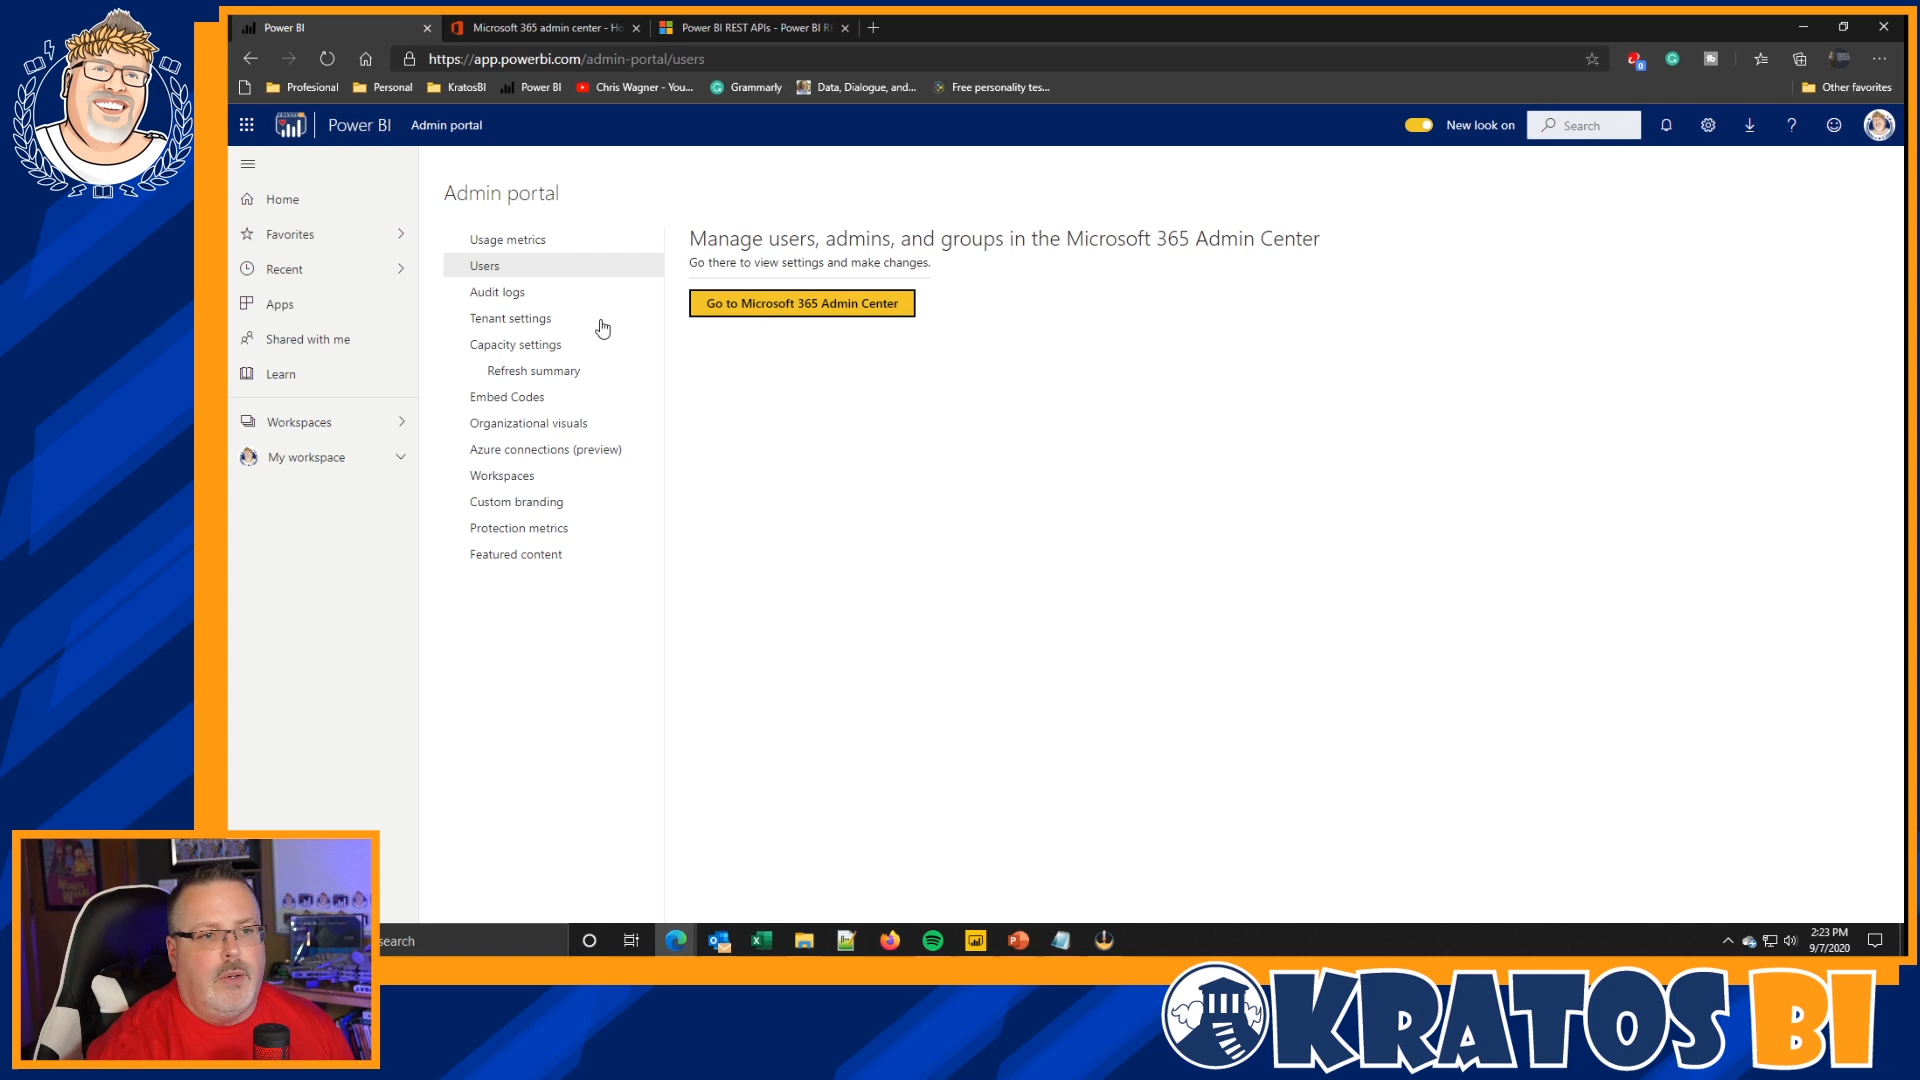 Power BI
Microsoft 365 admin center - Ho
Power BI REST APIs - Power BI RE
https://app.powerbi.com/admin-portal/users
0
Profesional
Personal
KratosBI
Power BI
Chris Wagner - You...
Grammarly
Data, Dialogue, and...
Free personality tes...
Other favorites
Power BI
Admin portal
New look on
Search
Home
Favorites
Recent
Apps
Shared with me
Learn
Workspaces
My workspace
Admin portal
Usage metrics
Users
Audit logs
Tenant settings
Capacity settings
Refresh summary
Embed Codes
Organizational visuals
Azure connections (preview)
Workspaces
Custom branding
Protection metrics
Featured content
Manage users, admins, and groups in the Microsoft 365 Admin Center
Go there to view settings and make changes.
Go to Microsoft 365 Admin Center
search
2:23 PM
9/7/2020
KRATOS BI